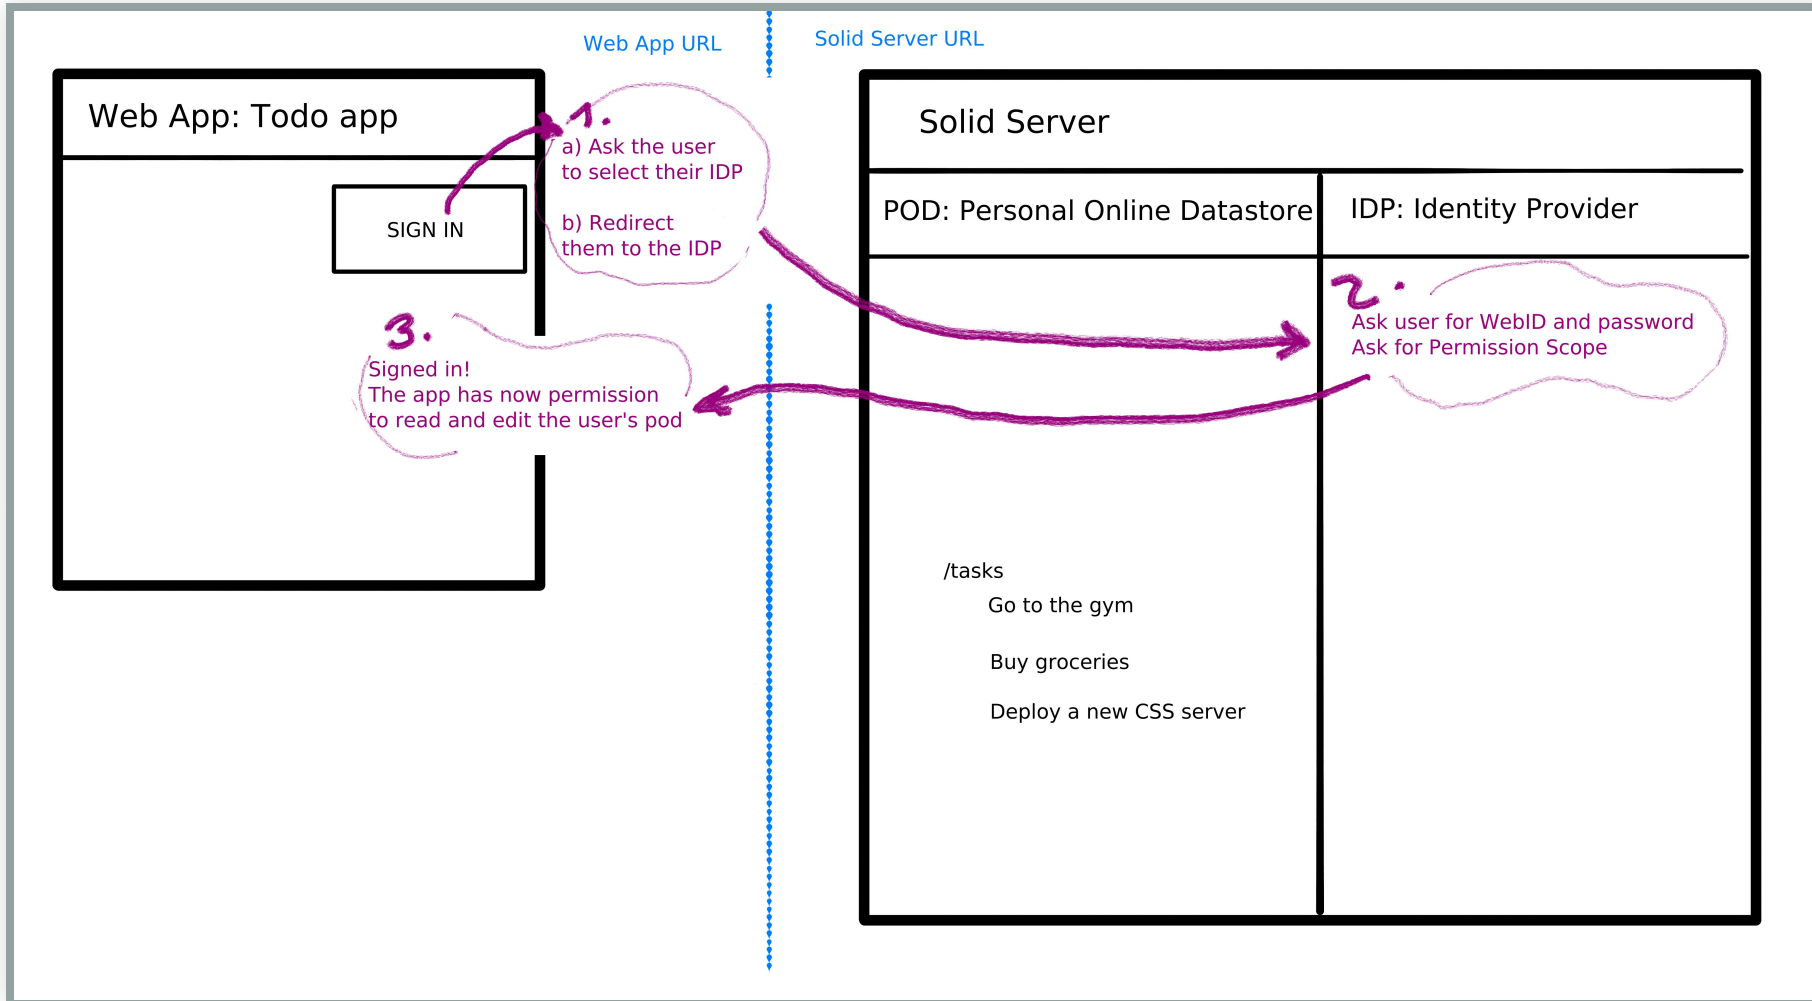 Web App URL
Solid Server URL
Web App: Todo app
SIGN IN
1.
a) Ask the user
to select their IDP
b) Redirect
them to the IDP
3.
Signed in!
The app has now permission
to read and edit the user's pod
Solid Server
POD: Personal Online Datastore
IDP: Identity Provider
2.
Ask user for WebID and password
Ask for Permission Scope
/tasks
Go to the gym
Buy groceries
Deploy a new CSS server